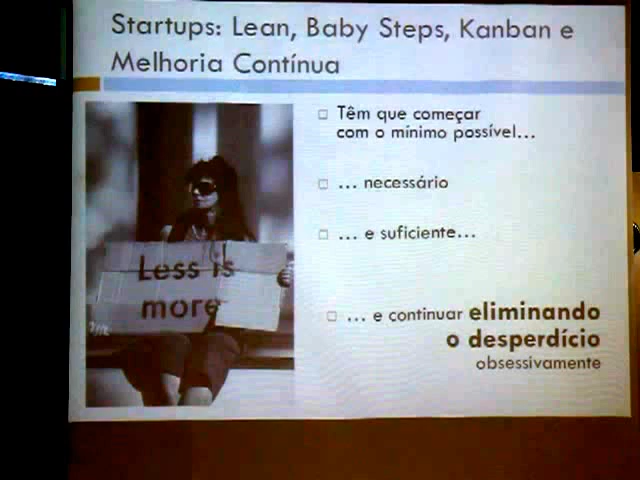 Startups: Lean, Baby Steps, Kanban e
Melhoria Contínua
Têm que começar
com o mínimo possível...
... necessário
... e suficiente...
... e continuar eliminando
o desperdício
obsessivamente
Less is
more